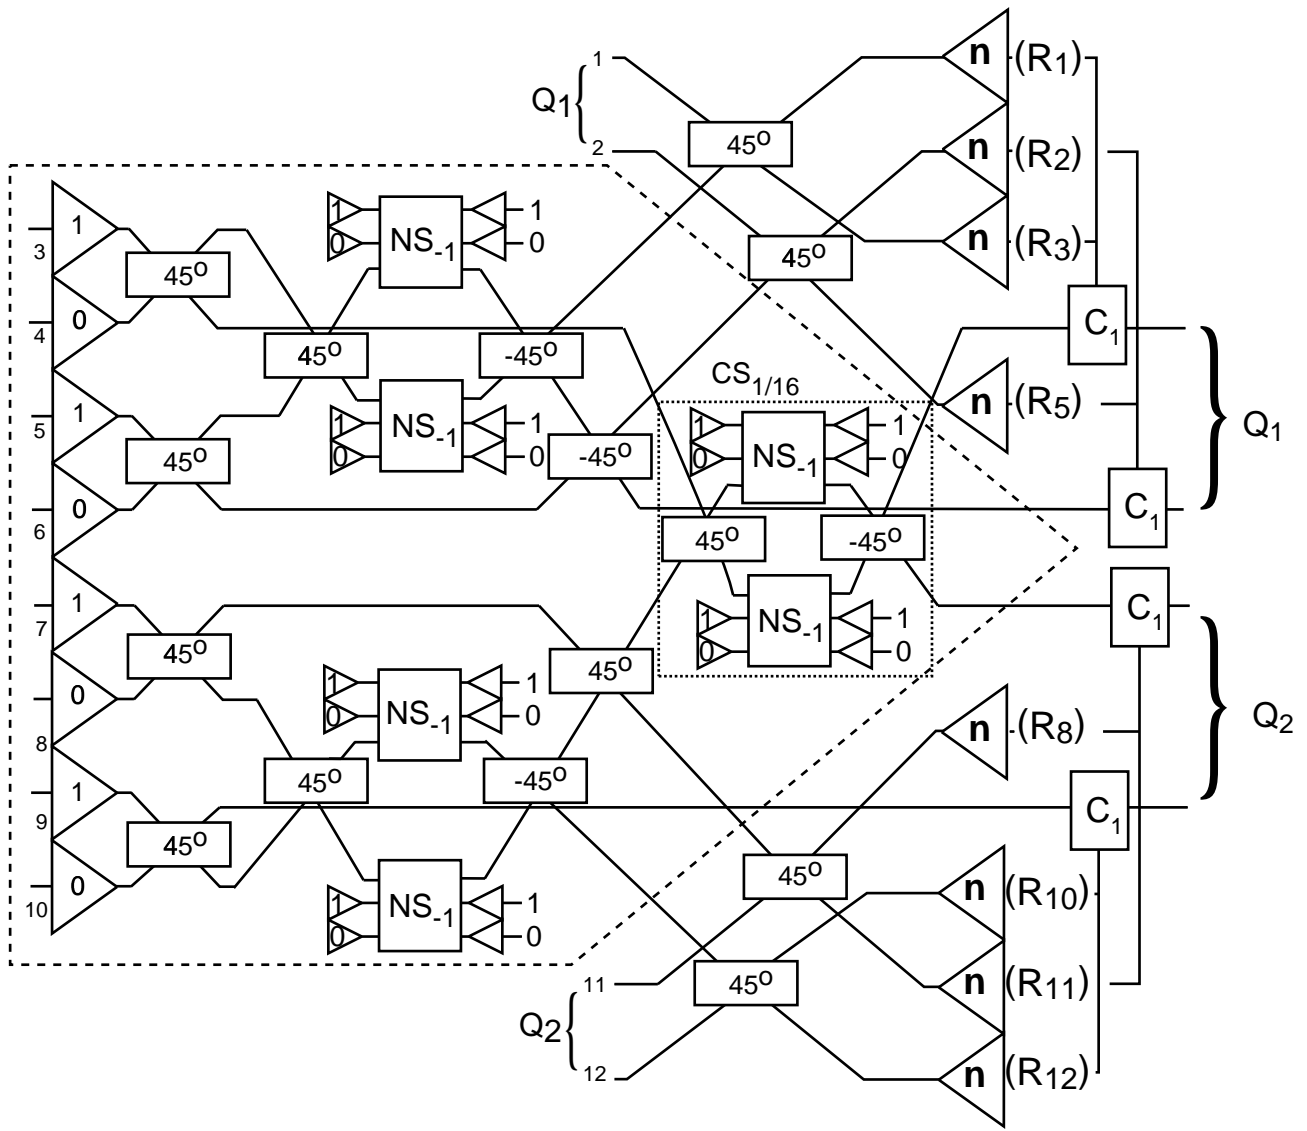 1 n (R1)
Q1 45o
2 n (R2)
1 NS-1 1
3 1 0 0 n (R3)
45o 45o
4 0 C1
45o -45o
CS1/16
Q1
5 1 1 NS-1 1 n (R5)
45o 0 0 -45o 1 NS-1 1
0 0
6 0 C1
45o -45o
7 1 C1
1 NS-1 1
45o 45o 0 0
8 0 1 NS-1 1 n (R8) Q2
0 0
45o -45o
9 1 C1
45o 45o
10 0 1 NS-1 1 n (R10)
0 0
11 45o n (R11)
Q2
12 n (R12)